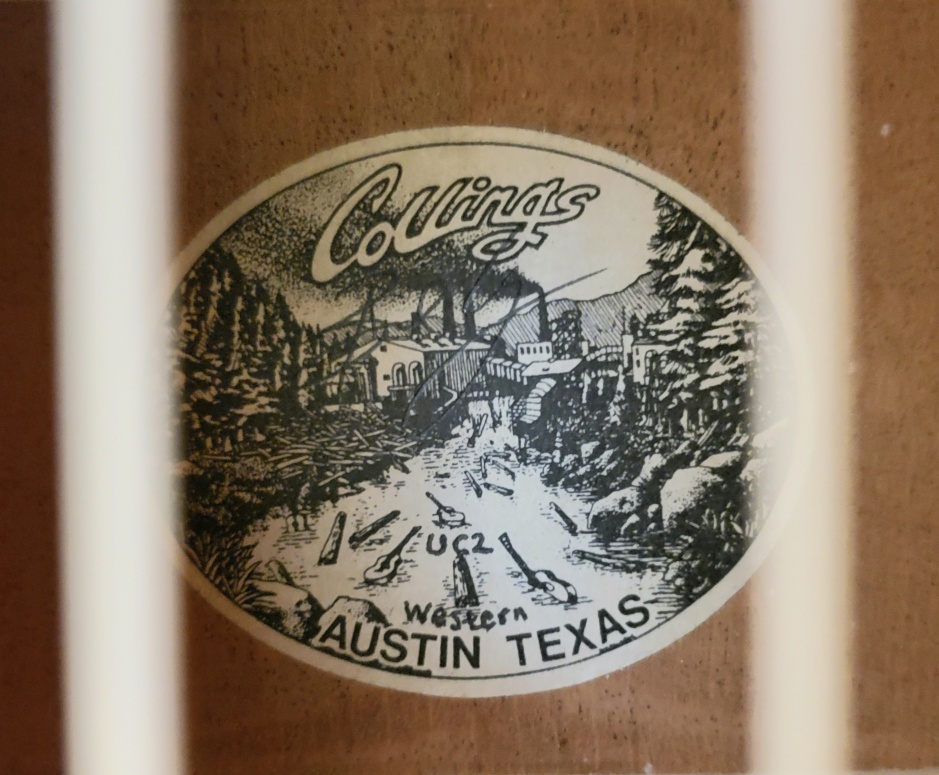 Collings
UC2
Western
AUSTIN TEXAS